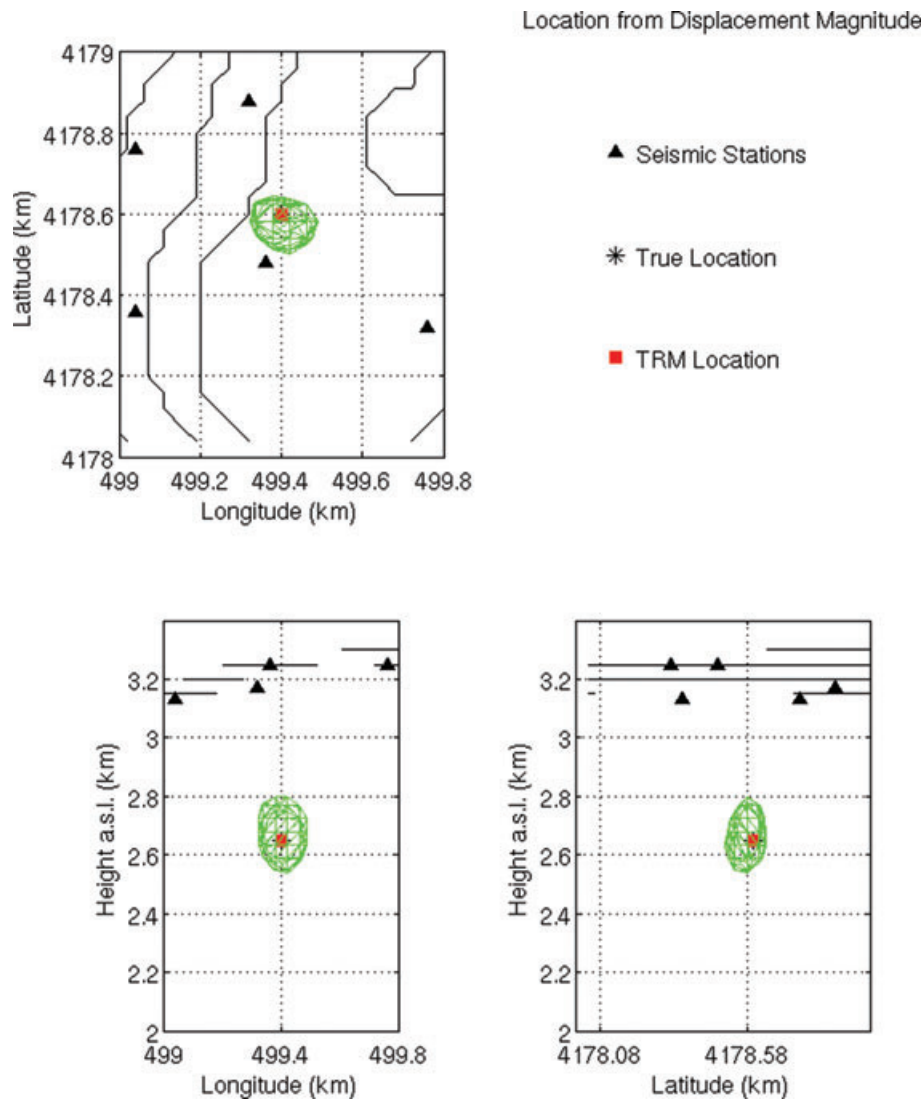 Location from Displacement Magnitude
4179
4178.8
4178.6
4178.4
4178.2
4178
Latitude (km)
499 499.2 499.4 499.6 499.8
Longitude (km)
Seismic Stations
True Location
TRM Location
3.2
3
2.8
2.6
2.4
2.2
2
Height a.s.l. (km)
499 499.4 499.8
Longitude (km)
3.2
3
2.8
2.6
2.4
2.2
2
Height a.s.l. (km)
4178.08 4178.58
Latitude (km)